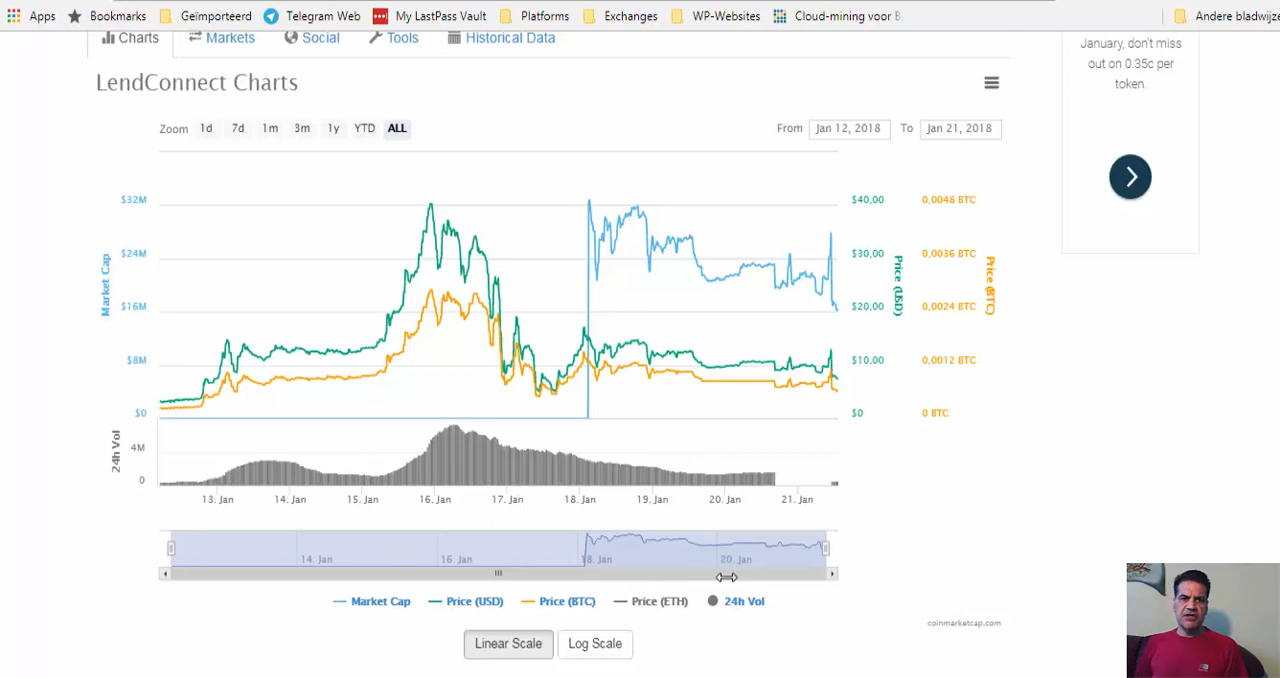 Apps Bookmarks Geïmporteerd Telegram Web My LastPass Vault Platforms Exchanges WP-Websites Cloud-mining voor B Andere bladwijze
Charts Markets Social Tools Historical Data
January, don't miss
out on 0.35c per
token.
LendConnect Charts
Zoom 1d 7d 1m 3m 1y YTD ALL From Jan 12, 2018 To Jan 21, 2018
$32M $40,00 0,0048 BTC
$24M $30,00 0,0036 BTC
$16M $20,00 0,0024 BTC
$8M $10,00 0,0012 BTC
$0 $0 0 BTC
Market Cap
Price (USD)
Price (BTC)
24h Vol
4M
0
13. Jan 14. Jan 15. Jan 16. Jan 17. Jan 18. Jan 19. Jan 20. Jan 21. Jan
14. Jan 16. Jan 18. Jan 20. Jan
Market Cap Price (USD) Price (BTC) Price (ETH) 24h Vol
coinmarketcap.com
Linear Scale Log Scale